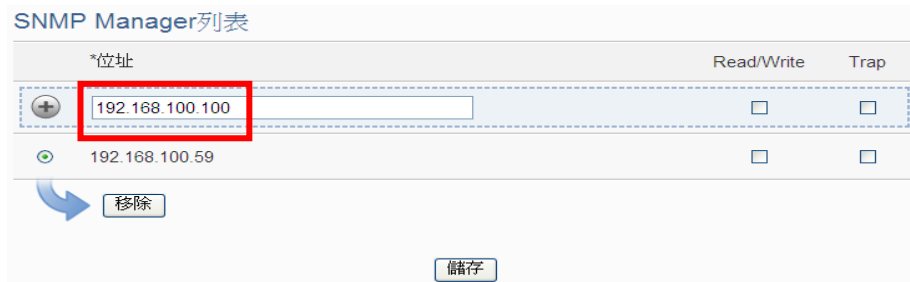 SNMP Manager列表
*位址 Read/Write Trap
192.168.100.100
192.168.100.59
移除
儲存